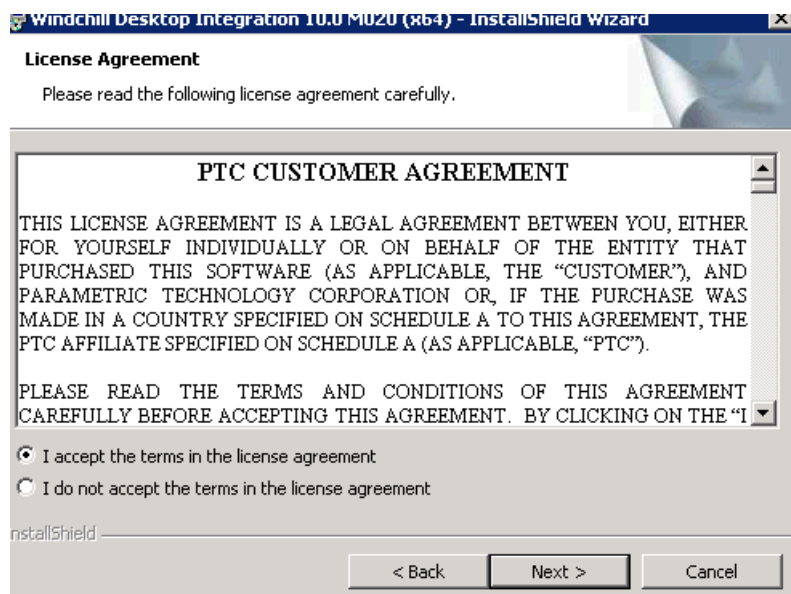 Windchill Desktop Integration 10.0 M020 (x64) - InstallShield Wizard
License Agreement
Please read the following license agreement carefully.
PTC CUSTOMER AGREEMENT
THIS LICENSE AGREEMENT IS A LEGAL AGREEMENT BETWEEN YOU, EITHER
FOR YOURSELF INDIVIDUALLY OR ON BEHALF OF THE ENTITY THAT
PURCHASED THIS SOFTWARE (AS APPLICABLE, THE “CUSTOMER”), AND
PARAMETRIC TECHNOLOGY CORPORATION OR, IF THE PURCHASE WAS
MADE IN A COUNTRY SPECIFIED ON SCHEDULE A TO THIS AGREEMENT, THE
PTC AFFILIATE SPECIFIED ON SCHEDULE A (AS APPLICABLE, “PTC”).
PLEASE READ THE TERMS AND CONDITIONS OF THIS AGREEMENT
CAREFULLY BEFORE ACCEPTING THIS AGREEMENT. BY CLICKING ON THE “I
I accept the terms in the license agreement
I do not accept the terms in the license agreement
nstallShield
< Back Next > Cancel